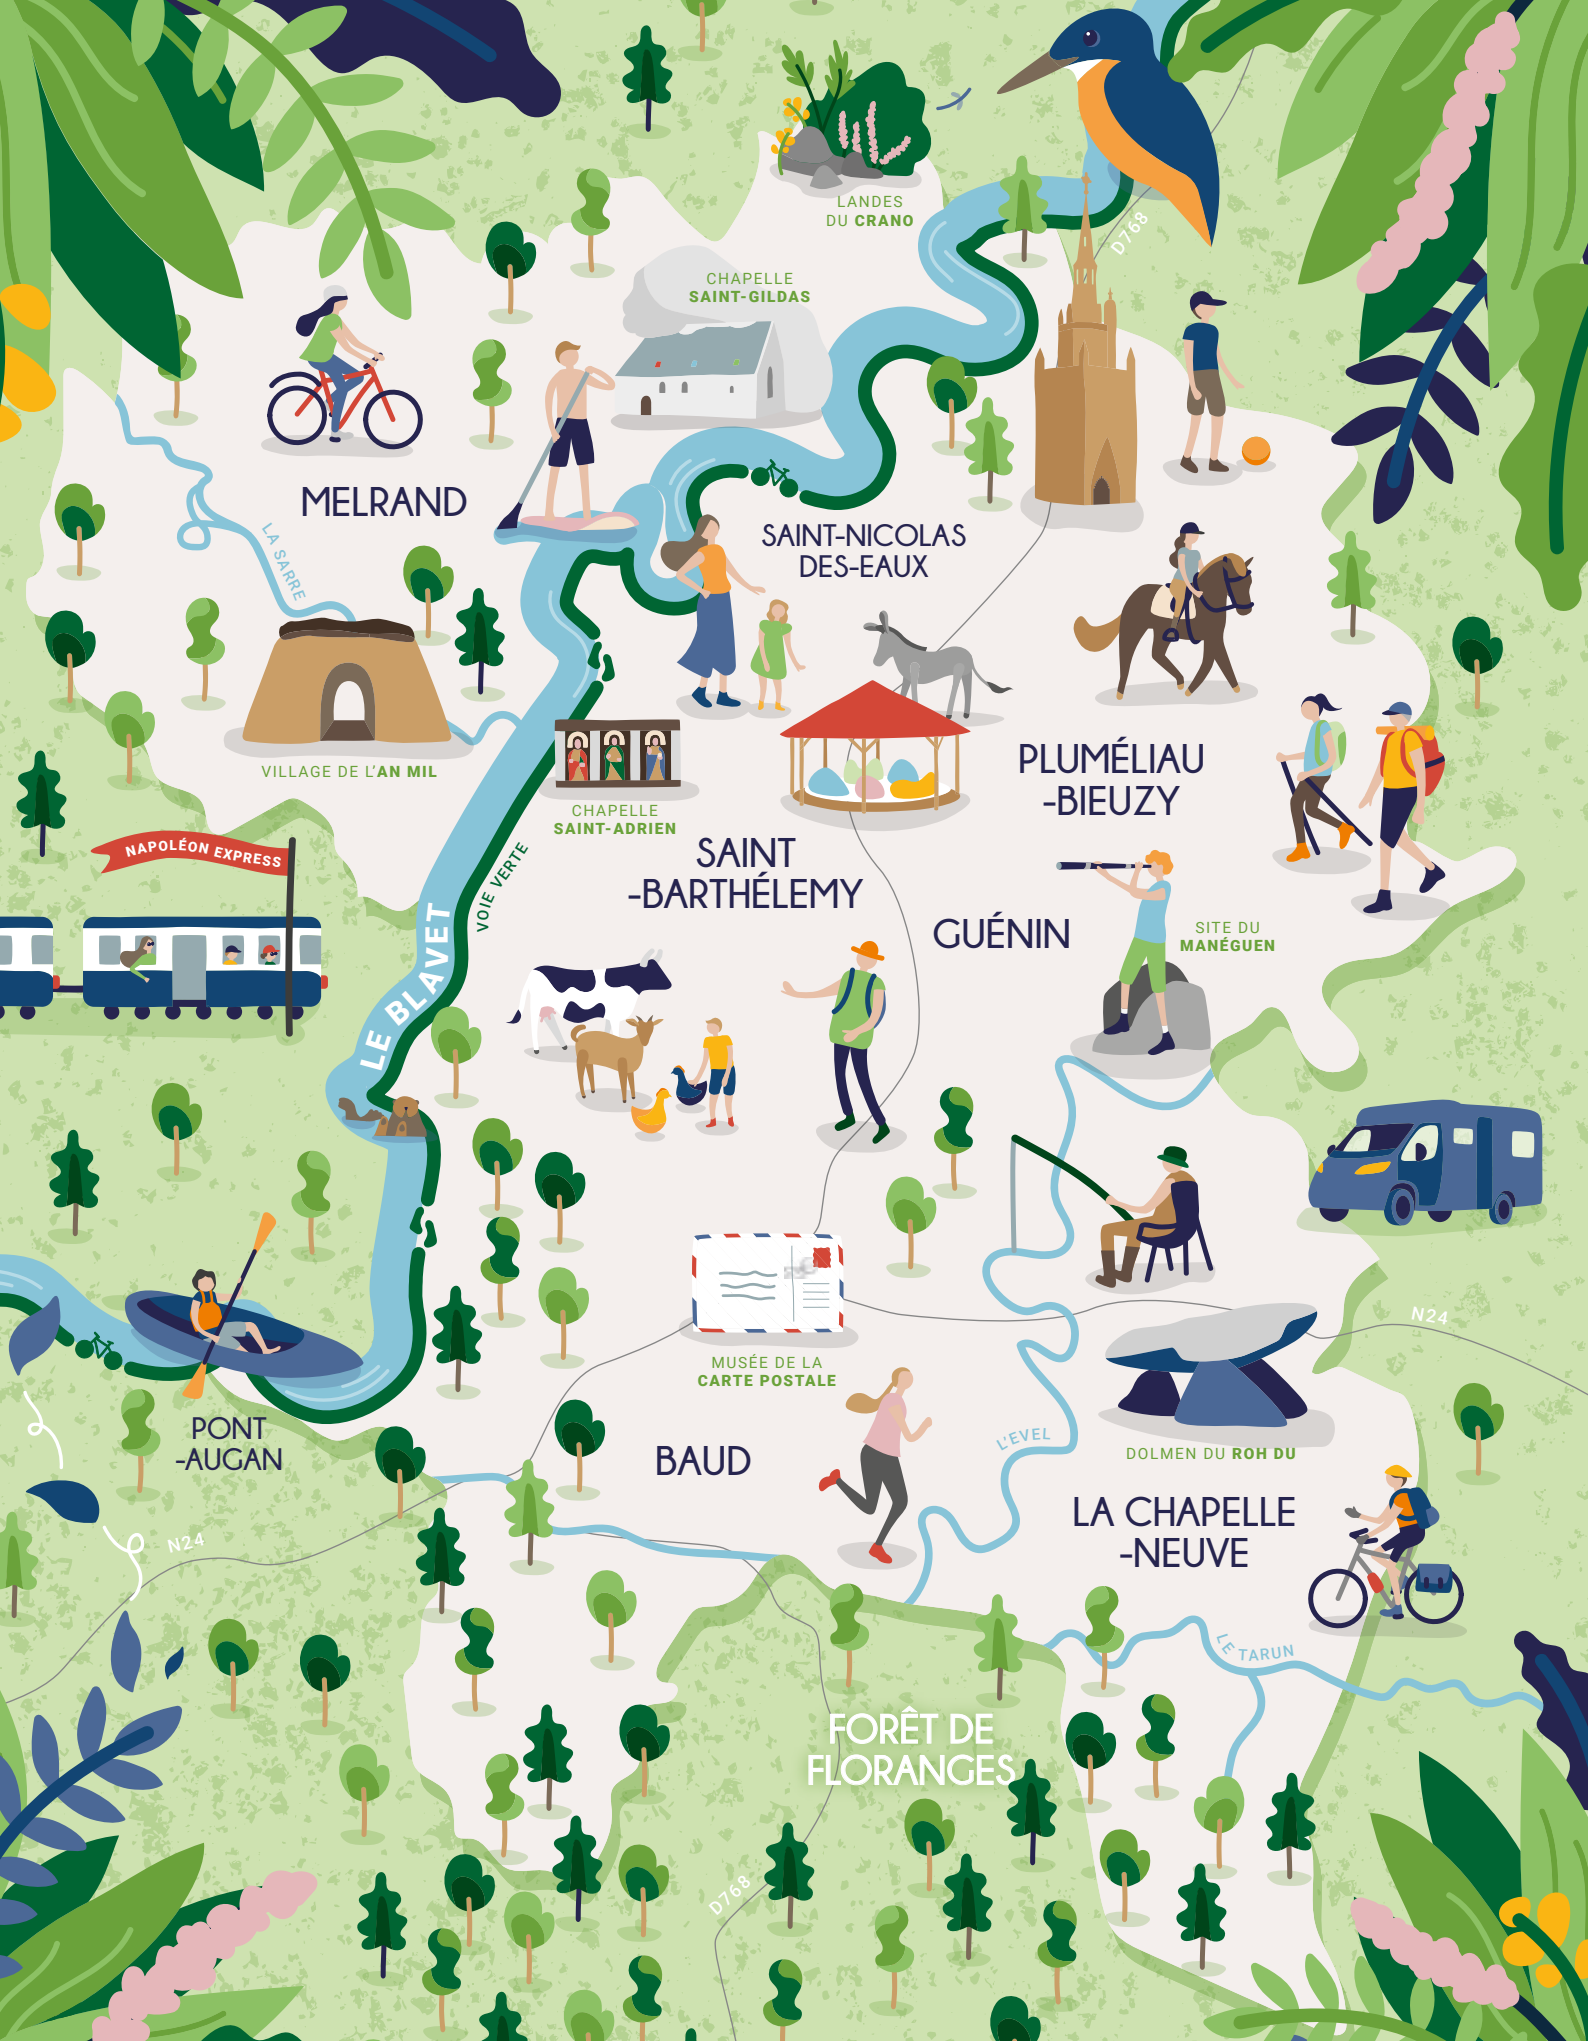 LANDES
DU CRANO
D768
CHAPELLE
SAINT-GILDAS
MELRAND
LA SARRE
SAINT-NICOLAS
DES-EAUX
VILLAGE DE L'AN MIL
CHAPELLE
SAINT-ADRIEN
PLUMÉLIAU
-BIEUZY
NAPOLÉON EXPRESS
VOIE VERTE
SAINT
-BARTHÉLEMY
LE BLAVET
GUÉNIN
SITE DU
MANÉGUEN
N24
MUSÉE DE LA
CARTE POSTALE
PONT
-AUGAN
BAUD
L'EVEL
DOLMEN DU ROH DU
LA CHAPELLE
-NEUVE
N24
LE TARUN
FORÊT DE
FLORANGES
D768